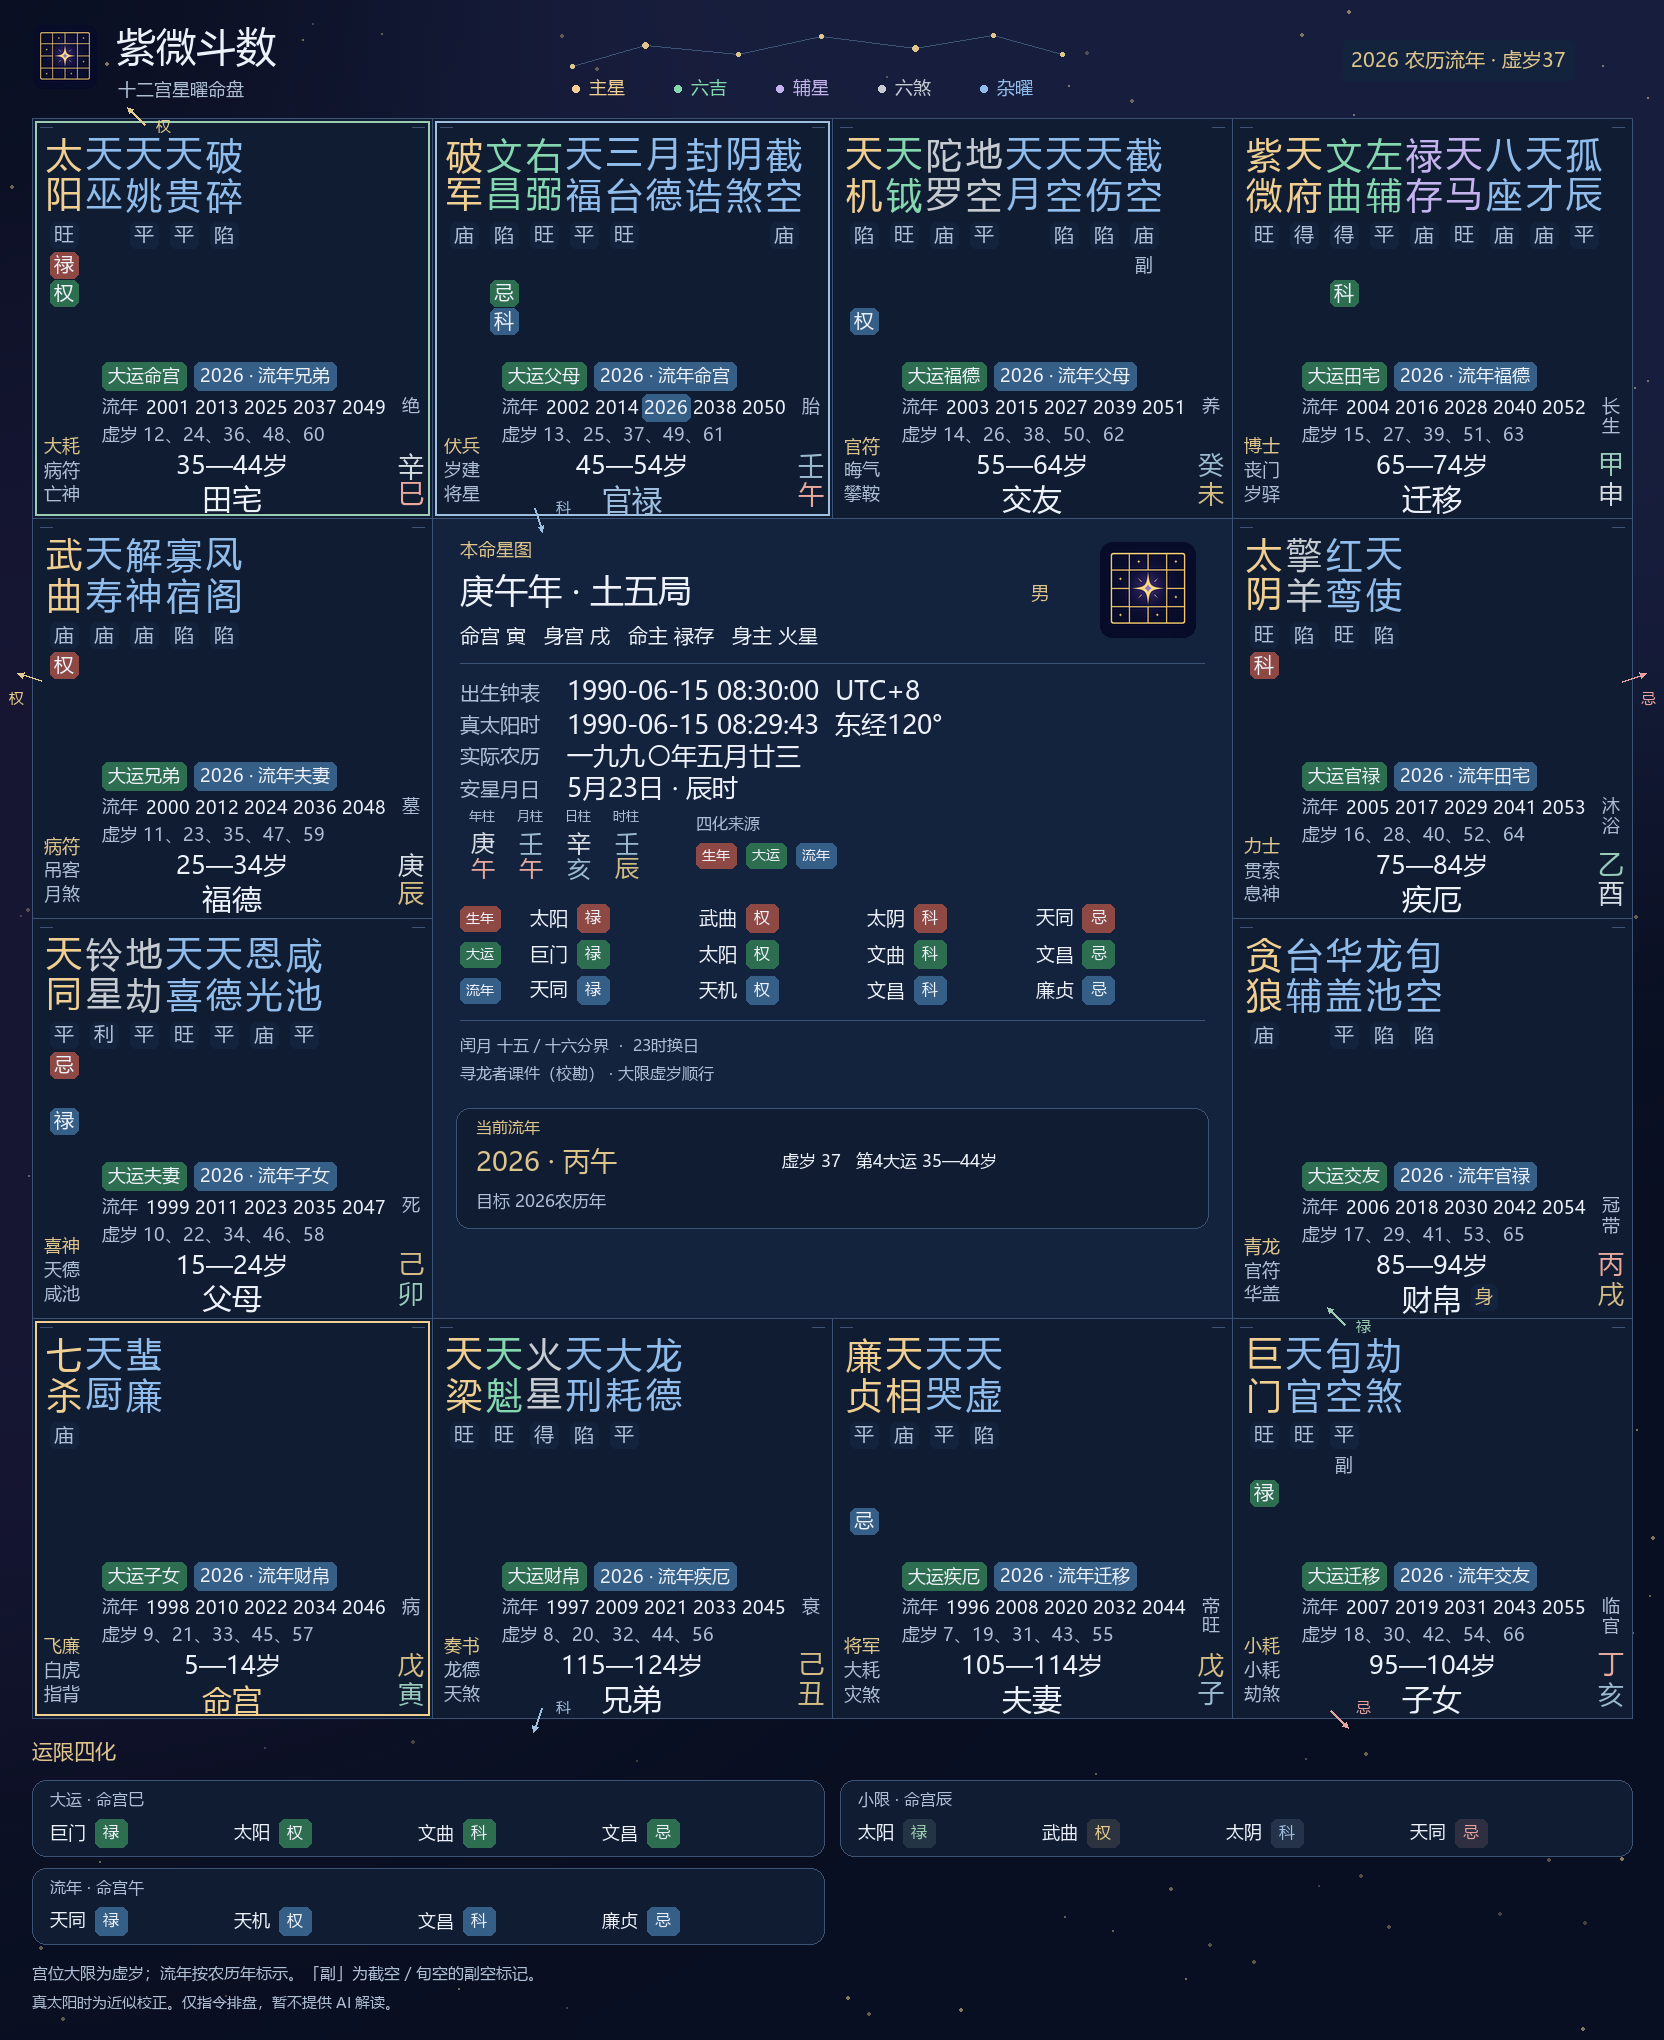 紫微斗数
十二宫星曜命盘
主星 六吉 辅星 六煞 杂曜
2026 农历流年 · 虚岁37
权
太阳 天巫 天姚 天贵 破碎
旺 平 平 陷
禄
权
大运命宫 2026 · 流年兄弟
流年 2001 2013 2025 2037 2049 绝
虚岁 12、24、36、48、60
大耗 病符 亡神
35—44岁
田宅
辛巳
破军 文昌 右弼 天福 三台 月德 封诰 阴煞 截空
庙 陷 旺 平 旺 庙
忌
科
大运父母 2026 · 流年命宫
流年 2002 2014 2026 2038 2050 胎
虚岁 13、25、37、49、61
伏兵 岁建 将星
45—54岁
官禄
壬午
科
天机 天钺 陀罗 地空 天月 天空 天伤 截空
陷 旺 庙 平 陷 陷 庙
副
权
大运福德 2026 · 流年父母
流年 2003 2015 2027 2039 2051 养
虚岁 14、26、38、50、62
官符 晦气 攀鞍
55—64岁
交友
癸未
紫微 天府 文曲 左辅 禄存 天马 八座 天才 孤辰
旺 得 得 平 庙 旺 庙 庙 平
科
大运田宅 2026 · 流年福德
流年 2004 2016 2028 2040 2052 长生
虚岁 15、27、39、51、63
博士 丧门 岁驿
65—74岁
迁移
甲申
武曲 天寿 解神 寡宿 凤阁
庙 庙 庙 陷 陷
权
权
大运兄弟 2026 · 流年夫妻
流年 2000 2012 2024 2036 2048 墓
虚岁 11、23、35、47、59
病符 吊客 月煞
25—34岁
福德
庚辰
本命星图
庚午年 · 土五局 男
命宫 寅 身宫 戌 命主 禄存 身主 火星
出生钟表 1990-06-15 08:30:00 UTC+8
真太阳时 1990-06-15 08:29:43 东经120°
实际农历 一九九〇年五月廿三
安星月日 5月23日 · 辰时
年柱 月柱 日柱 时柱
庚午 壬午 辛亥 壬辰
四化来源
生年 大运 流年
生年 太阳 禄 武曲 权 太阴 科 天同 忌
大运 巨门 禄 太阳 权 文曲 科 文昌 忌
流年 天同 禄 天机 权 文昌 科 廉贞 忌
闰月 十五 / 十六分界 · 23时换日
寻龙者课件（校勘）· 大限虚岁顺行
当前流年
2026 · 丙午 虚岁 37 第4大运 35—44岁
目标 2026农历年
太阴 擎羊 红鸾 天使
旺 陷 旺 陷
科
忌
大运官禄 2026 · 流年田宅
流年 2005 2017 2029 2041 2053 沐浴
虚岁 16、28、40、52、64
力士 贯索 息神
75—84岁
疾厄
乙酉
天同 铃星 地劫 天喜 天德 恩光 咸池
平 利 平 旺 平 庙 平
忌
禄
大运夫妻 2026 · 流年子女
流年 1999 2011 2023 2035 2047 死
虚岁 10、22、34、46、58
喜神 天德 咸池
15—24岁
父母
己卯
贪狼 台辅 华盖 龙池 旬空
庙 平 陷 陷
大运交友 2026 · 流年官禄
流年 2006 2018 2030 2042 2054 冠带
虚岁 17、29、41、53、65
青龙 官符 华盖
85—94岁
财帛 身
丙戌
禄
七杀 天厨 蜚廉
庙
大运子女 2026 · 流年财帛
流年 1998 2010 2022 2034 2046 病
虚岁 9、21、33、45、57
飞廉 白虎 指背
5—14岁
命宫
戊寅
天梁 天魁 火星 天刑 大耗 龙德
旺 旺 得 陷 平
大运财帛 2026 · 流年疾厄
流年 1997 2009 2021 2033 2045 衰
虚岁 8、20、32、44、56
奏书 龙德 天煞
115—124岁
兄弟
己丑
科
廉贞 天相 天哭 天虚
平 庙 平 陷
忌
大运疾厄 2026 · 流年迁移
流年 1996 2008 2020 2032 2044 帝旺
虚岁 7、19、31、43、55
将军 大耗 灾煞
105—114岁
夫妻
戊子
巨门 天官 旬空 劫煞
旺 旺 平
副
禄
大运迁移 2026 · 流年交友
流年 2007 2019 2031 2043 2055 临官
虚岁 18、30、42、54、66
小耗 小耗 劫煞
95—104岁
子女
丁亥
忌
运限四化
大运 · 命宫巳
巨门 禄 太阳 权 文曲 科 文昌 忌
小限 · 命宫辰
太阳 禄 武曲 权 太阴 科 天同 忌
流年 · 命宫午
天同 禄 天机 权 文昌 科 廉贞 忌
宫位大限为虚岁；流年按农历年标示。「副」为截空 / 旬空的副空标记。
真太阳时为近似校正。仅指令排盘，暂不提供 AI 解读。